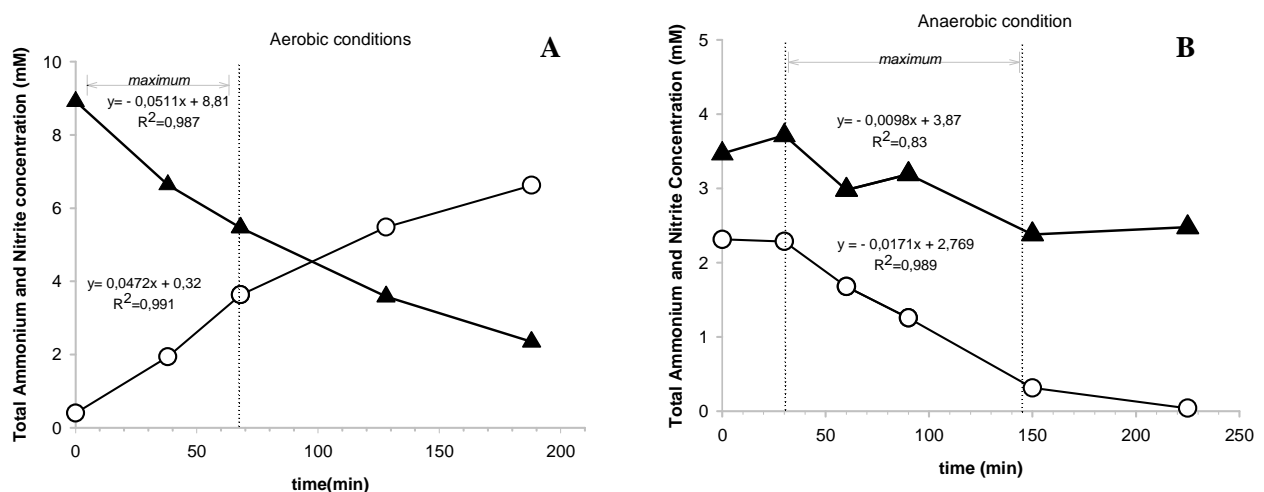 Aerobic conditions
A
Total Ammonium and Nitrite concentration (mM)
10
8
6
4
2
0
maximum
y= - 0,0511x + 8,81
R2=0,987
y= 0,0472x + 0,32
R2=0,991
0
50
100
150
200
time(min)
Anaerobic condition
B
Total Ammonium and Nitrite Concentration (mM)
5
4
3
2
1
0
maximum
y= - 0,0098x + 3,87
R2=0,83
y = - 0,0171x + 2,769
R2=0,989
0
50
100
150
200
250
time (min)